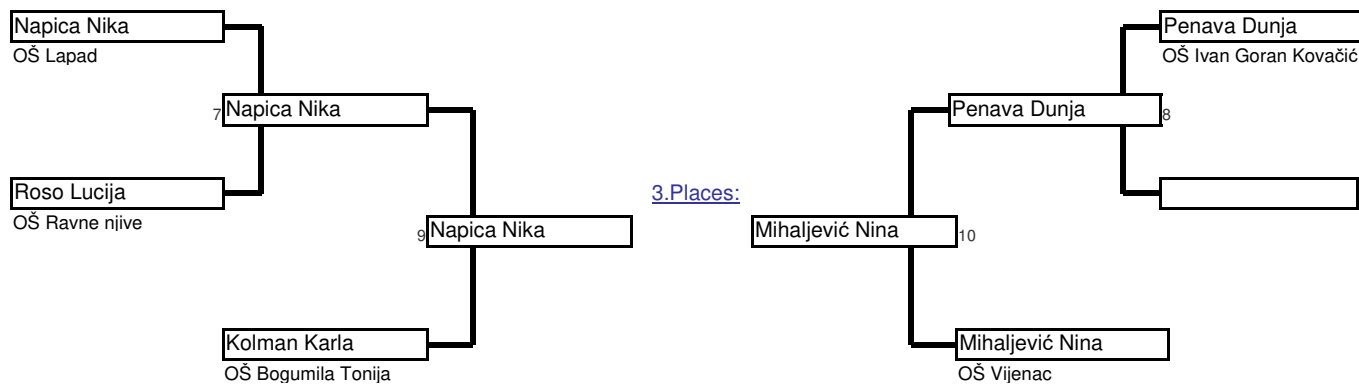 Napica Nika
OŠ Lapad
Penava Dunja
OŠ Ivan Goran Kovačić
7
Napica Nika
Penava Dunja
8
Roso Lucija
OŠ Ravne njive
3.Places:
9
Napica Nika
Mihaljević Nina
10
Kolman Karla
OŠ Bogumila Tonija
Mihaljević Nina
OŠ Vijenac